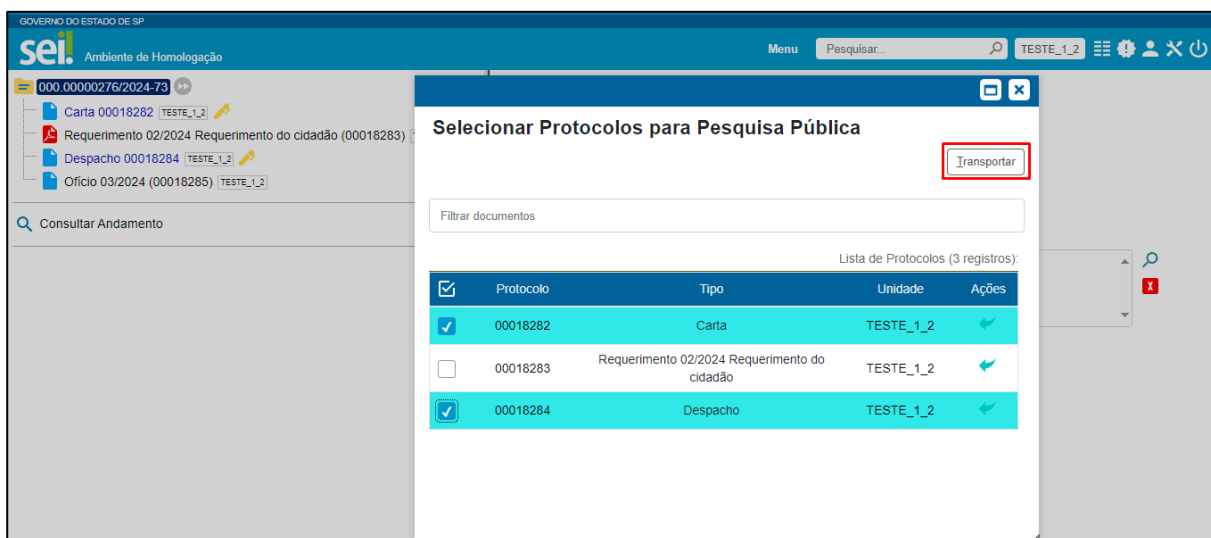 GOVERNO DO ESTADO DE SP
sei!
Ambiente de Homologação
Menu
Pesquisar...
TESTE_1_2
000.00000276/2024-73
Carta 00018282 TESTE_1_2
Requerimento 02/2024 Requerimento do cidadão (00018283)
Despacho 00018284 TESTE_1_2
Ofício 03/2024 (00018285) TESTE_1_2
Consultar Andamento
Selecionar Protocolos para Pesquisa Pública
Transportar
Filtrar documentos
Lista de Protocolos (3 registros):
Protocolo Tipo Unidade Ações
00018282 Carta TESTE_1_2
00018283 Requerimento 02/2024 Requerimento do
cidadão TESTE_1_2
00018284 Despacho TESTE_1_2